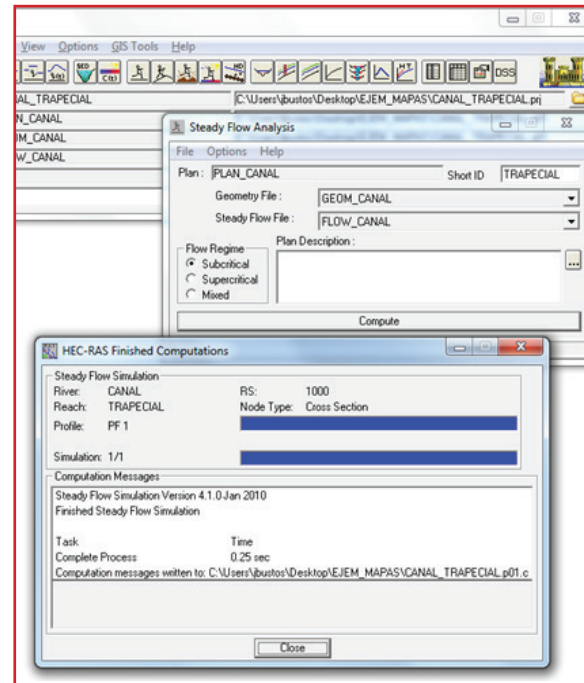 View Options GIS Tools Help
DSS
AL_TRAPECIAL C:\Users\jbustos\Desktop\EJEM_MAPAS\CANAL_TRAPECIAL.prj
N_CANAL
OM_CANAL
W_CANAL
Steady Flow Analysis
File Options Help
Plan : PLAN_CANAL Short ID TRAPECIAL
Geometry File : GEOM_CANAL
Steady Flow File : FLOW_CANAL
Flow Regime
Subcritical
Supercritical
Mixed
Plan Description :
...
Compute
HEC-RAS Finished Computations
Steady Flow Simulation
River: CANAL RS: 1000
Reach: TRAPECIAL Node Type: Cross Section
Profile: PF 1
Simulation: 1/1
Computation Messages
Steady Flow Simulation Version 4.1.0 Jan 2010
Finished Steady Flow Simulation
Task Time
Complete Process 0.25 sec
Computation messages written to: C:\Users\jbustos\Desktop\EJEM_MAPAS\CANAL_TRAPECIAL.p01.c
Close